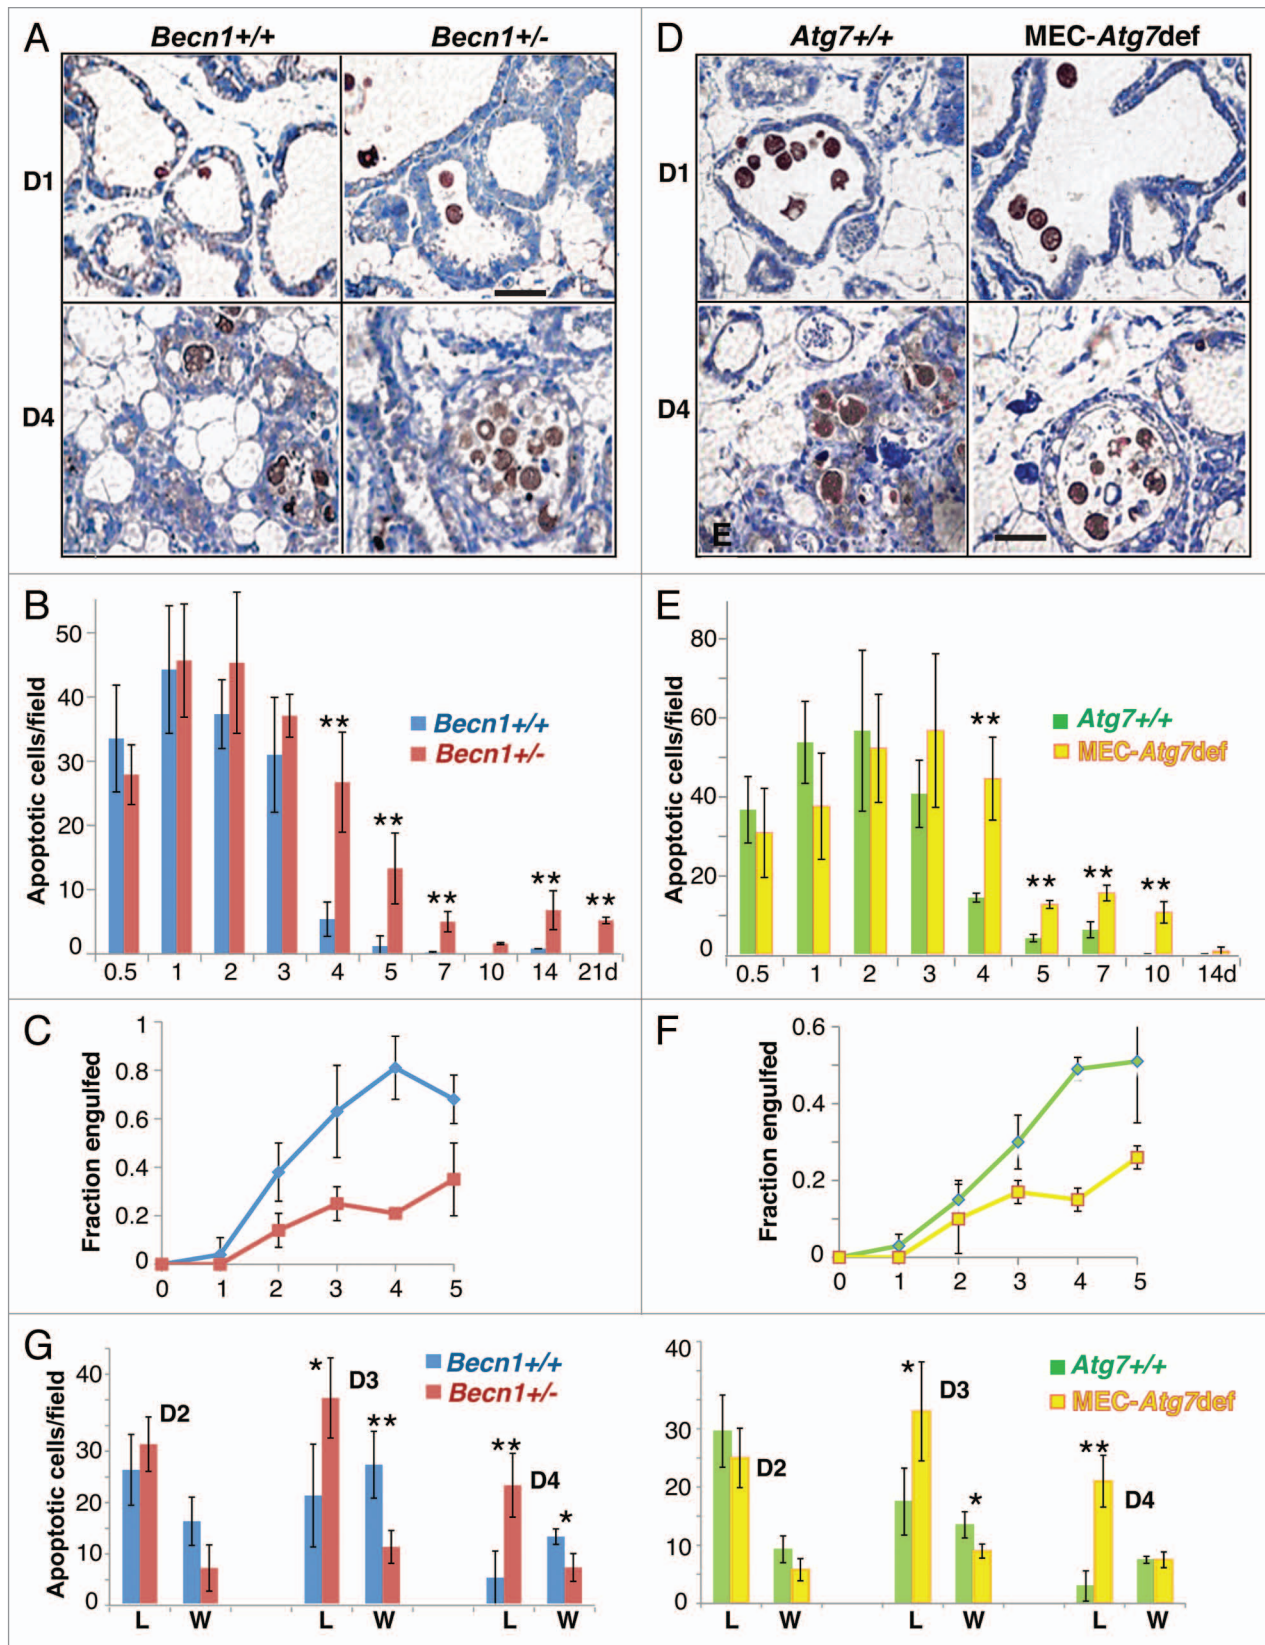 A
Becn1+/+
Becn1+/-
D1
D4
D
Atg7+/+
MEC-Atg7def
D1
D4
E
B
Apoptotic cells/field
50
40
30
20
10
0
**
**
**
**
**
Becn1+/+
Becn1+/-
0.5 1 2 3 4 5 7 10 14 21d
E
Apoptotic cells/field
80
60
40
20
0
**
**
**
**
Atg7+/+
MEC-Atg7def
0.5 1 2 3 4 5 7 10 14d
C
Fraction engulfed
1
0.8
0.6
0.4
0.2
0
0 1 2 3 4 5
F
Fraction engulfed
0.6
0.4
0.2
0
0 1 2 3 4 5
G
Apoptotic cells/field
40
30
20
10
0
D2
*
D3
**
**
D4
*
Becn1+/+
Becn1+/-
L W L W L W
40
30
20
10
0
D2
*
D3
*
**
D4
Atg7+/+
MEC-Atg7def
L W L W L W